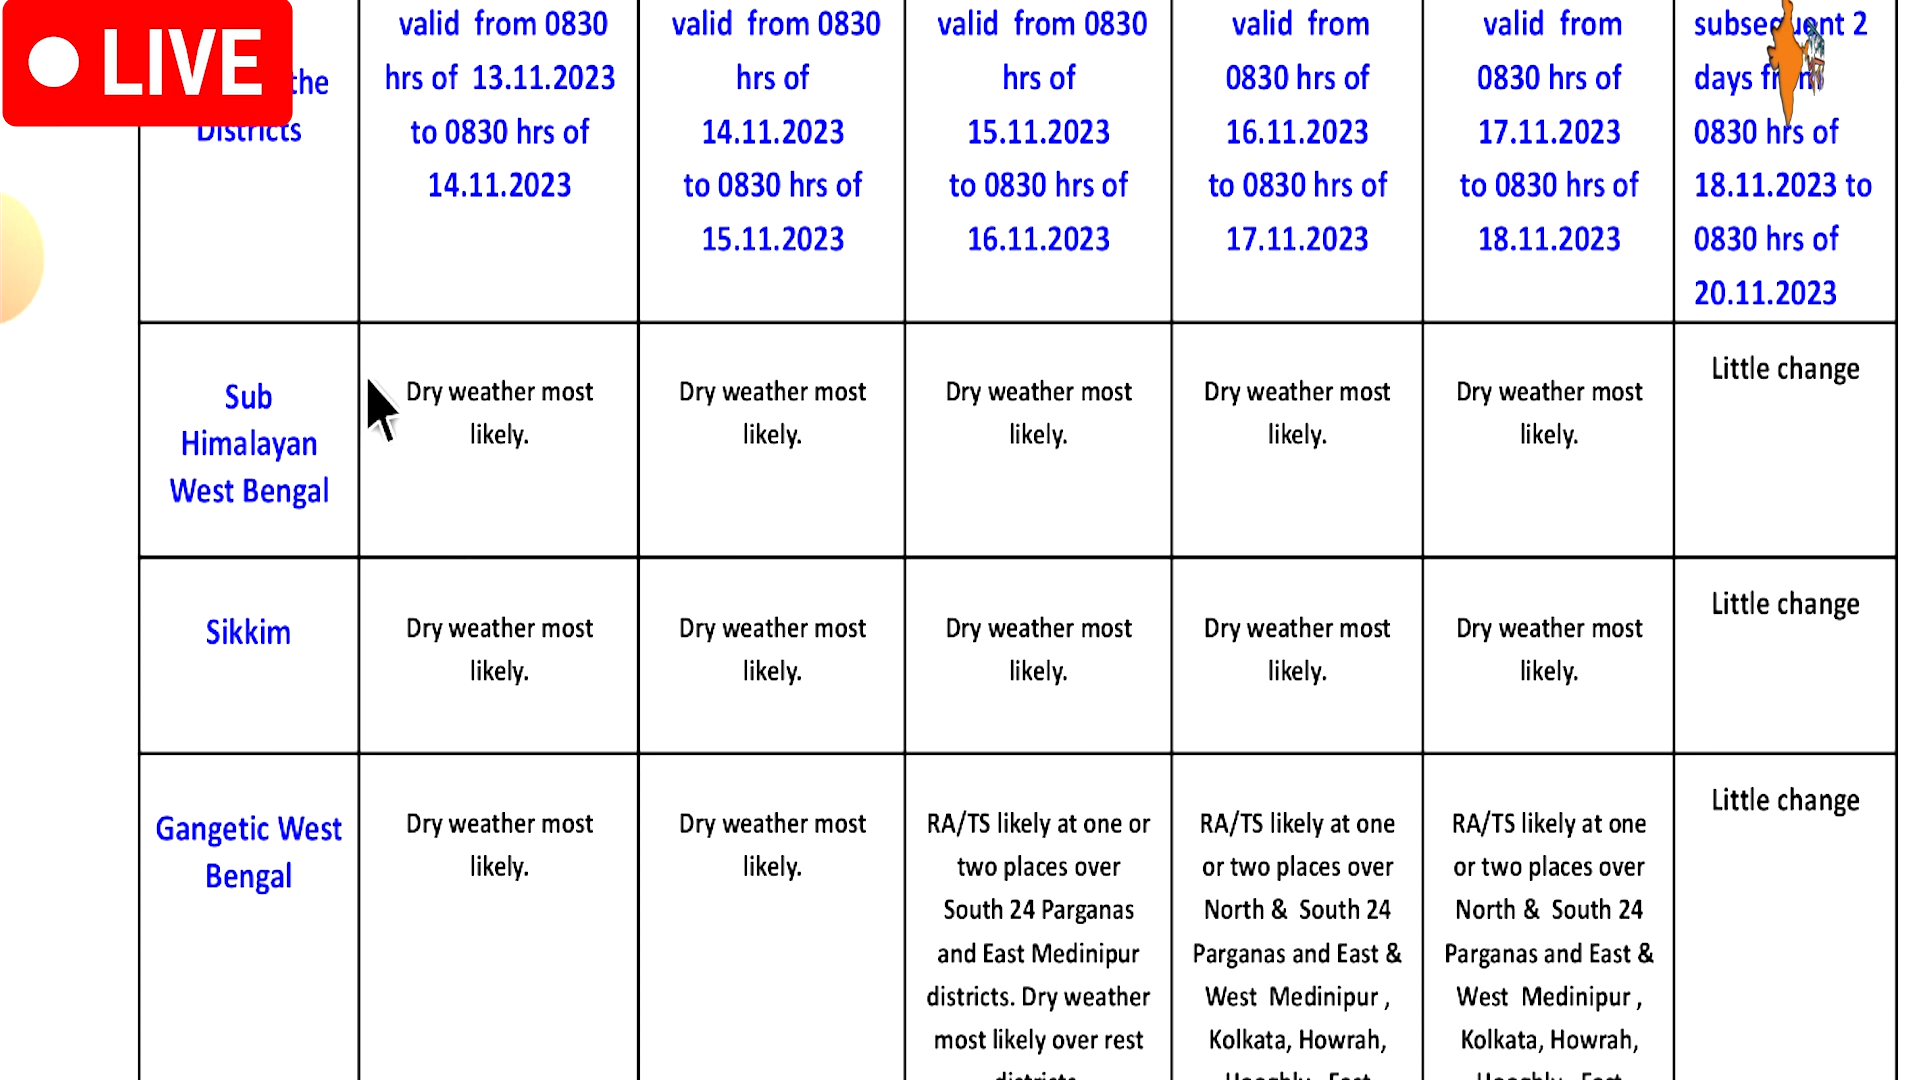 LIVE
the
Districts
valid from 0830
hrs of 13.11.2023
to 0830 hrs of
14.11.2023
valid from 0830
hrs of
14.11.2023
to 0830 hrs of
15.11.2023
valid from 0830
hrs of
15.11.2023
to 0830 hrs of
16.11.2023
valid from
0830 hrs of
16.11.2023
to 0830 hrs of
17.11.2023
valid from
0830 hrs of
17.11.2023
to 0830 hrs of
18.11.2023
subsequent 2
days from
0830 hrs of
18.11.2023 to
0830 hrs of
20.11.2023
Sub
Himalayan
West Bengal
Dry weather most
likely.
Dry weather most
likely.
Dry weather most
likely.
Dry weather most
likely.
Dry weather most
likely.
Little change
Sikkim
Dry weather most
likely.
Dry weather most
likely.
Dry weather most
likely.
Dry weather most
likely.
Dry weather most
likely.
Little change
Gangetic West
Bengal
Dry weather most
likely.
Dry weather most
likely.
RA/TS likely at one or
two places over
South 24 Parganas
and East Medinipur
districts. Dry weather
most likely over rest
districts
RA/TS likely at one
or two places over
North & South 24
Parganas and East &
West Medinipur ,
Kolkata, Howrah,
Hooghly, East
RA/TS likely at one
or two places over
North & South 24
Parganas and East &
West Medinipur ,
Kolkata, Howrah,
Hooghly, East
Little change